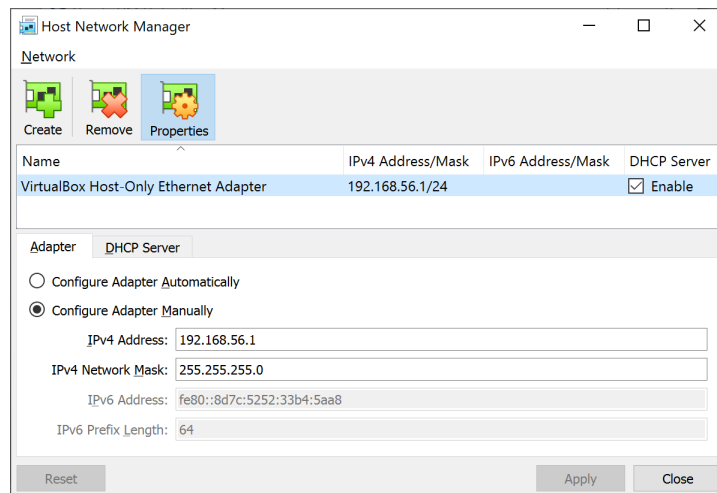 Host Network Manager
Network
Create Remove Properties
Name IPv4 Address/Mask IPv6 Address/Mask DHCP Server
VirtualBox Host-Only Ethernet Adapter 192.168.56.1/24 Enable
Adapter DHCP Server
Configure Adapter Automatically
Configure Adapter Manually
IPv4 Address: 192.168.56.1
IPv4 Network Mask: 255.255.255.0
IPv6 Address: fe80::8d7c:5252:33b4:5aa8
IPv6 Prefix Length: 64
Reset Apply Close